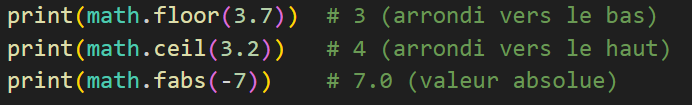 print(math.floor(3.7))  # 3 (arrondi vers le bas)
print(math.ceil(3.2))   # 4 (arrondi vers le haut)
print(math.fabs(-7))    # 7.0 (valeur absolue)